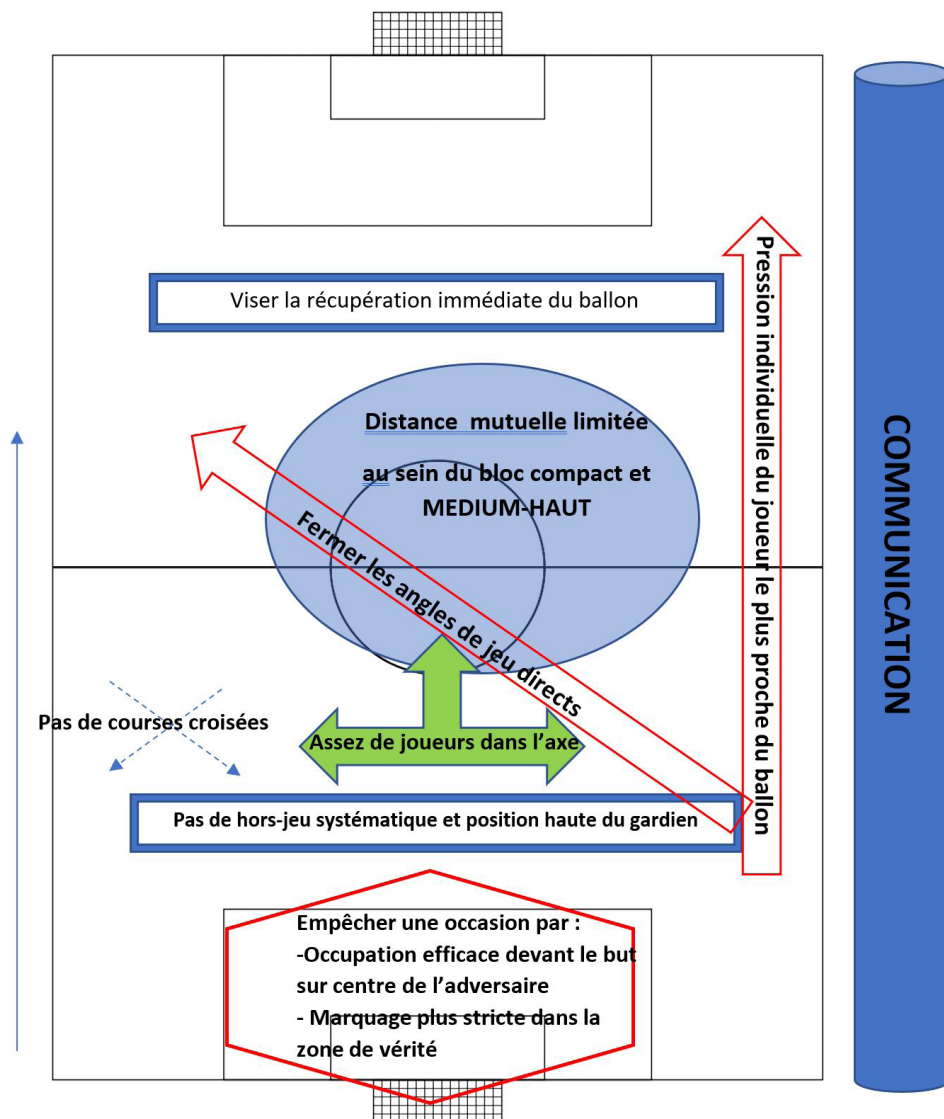 Viser la récupération immédiate du ballon
Pression individuelle du joueur le plus proche du ballon
COMMUNICATION
Distance mutuelle limitée
au sein du bloc compact et
MEDIUM-HAUT
Fermer les angles de jeu directs
Pas de courses croisées
Assez de joueurs dans l'axe
Pas de hors-jeu systématique et position haute du gardien
Empêcher une occasion par :
-Occupation efficace devant le but
sur centre de l'adversaire
- Marquage plus stricte dans la
zone de vérité